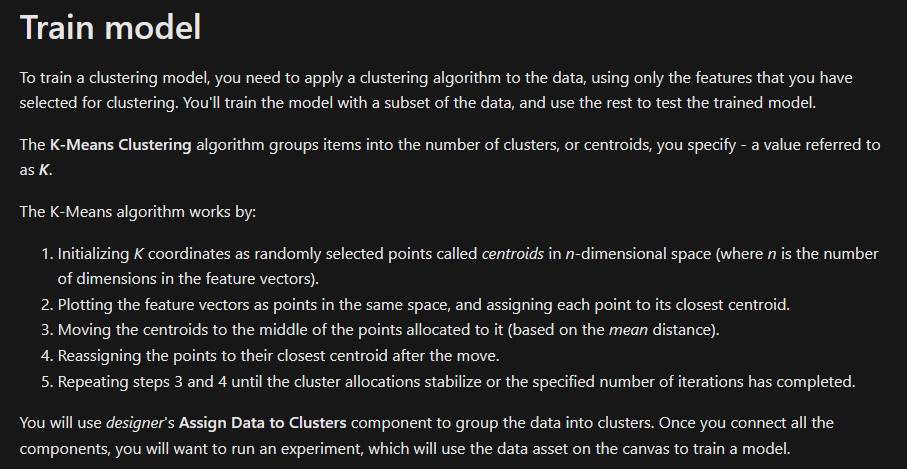 Train model
To train a clustering model, you need to apply a clustering algorithm to the data, using only the features that you have
selected for clustering. You'll train the model with a subset of the data, and use the rest to test the trained model.
The K-Means Clustering algorithm groups items into the number of clusters, or centroids, you specify - a value referred to
as K.
The K-Means algorithm works by:
1. Initializing K coordinates as randomly selected points called centroids in n-dimensional space (where n is the number
of dimensions in the feature vectors).
2. Plotting the feature vectors as points in the same space, and assigning each point to its closest centroid.
3. Moving the centroids to the middle of the points allocated to it (based on the mean distance).
4. Reassigning the points to their closest centroid after the move.
5. Repeating steps 3 and 4 until the cluster allocations stabilize or the specified number of iterations has completed.
You will use designer's Assign Data to Clusters component to group the data into clusters. Once you connect all the
components, you will want to run an experiment, which will use the data asset on the canvas to train a model.